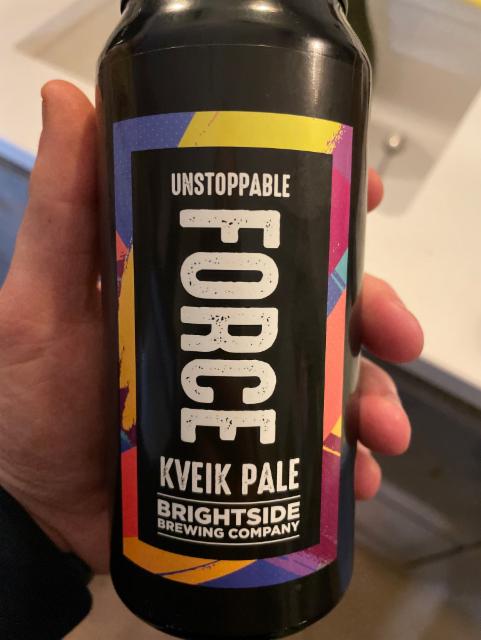 UNSTOPPABLE
FORCE
KVEIK PALE
BRIGHTSIDE
BREWING COMPANY